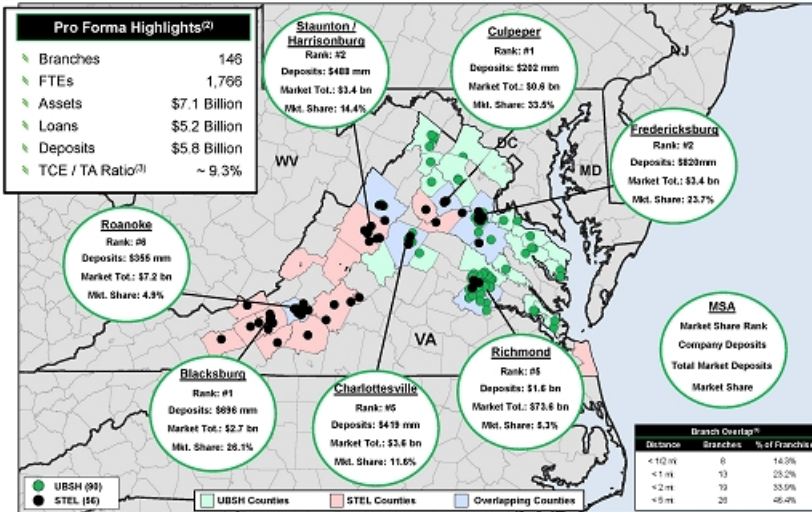 Pro Forma Highlights(2)
Branches 146
FTEs 1,766
Assets $7.1 Billion
Loans $5.2 Billion
Deposits $5.8 Billion
TCE / TA Ratio(3) ~ 9.3%
Staunton /
Harrisonburg
Rank: #2
Deposits: $488 mm
Market Tot.: $3.4 bn
Mkt. Share: 14.4%
Culpeper
Rank: #1
Deposits: $202 mm
Market Tot.: $0.6 bn
Mkt. Share: 33.5%
Fredericksburg
Rank: #2
Deposits: $820mm
Market Tot.: $3.4 bn
Mkt. Share: 23.7%
NJ
DC
MD
WV
VA
Roanoke
Rank: #6
Deposits: $355 mm
Market Tot.: $7.2 bn
Mkt. Share: 4.9%
Blacksburg
Rank: #1
Deposits: $696 mm
Market Tot.: $2.7 bn
Mkt. Share: 26.1%
Charlottesville
Rank: #5
Deposits: $419 mm
Market Tot.: $3.6 bn
Mkt. Share: 11.6%
Richmond
Rank: #5
Deposits: $1.6 bn
Market Tot.: $73.6 bn
Mkt. Share: 5.3%
MSA
Market Share Rank
Company Deposits
Total Market Deposits
Market Share
Branch Overlap
Distance Branches % of Franchise
< 1/2 mi 8 14.3%
< 1 mi 13 23.2%
< 2 mi 19 33.9%
< 5 mi 26 46.4%
UBSH (90)
STEL (56)
UBSH Counties
STEL Counties
Overlapping Counties